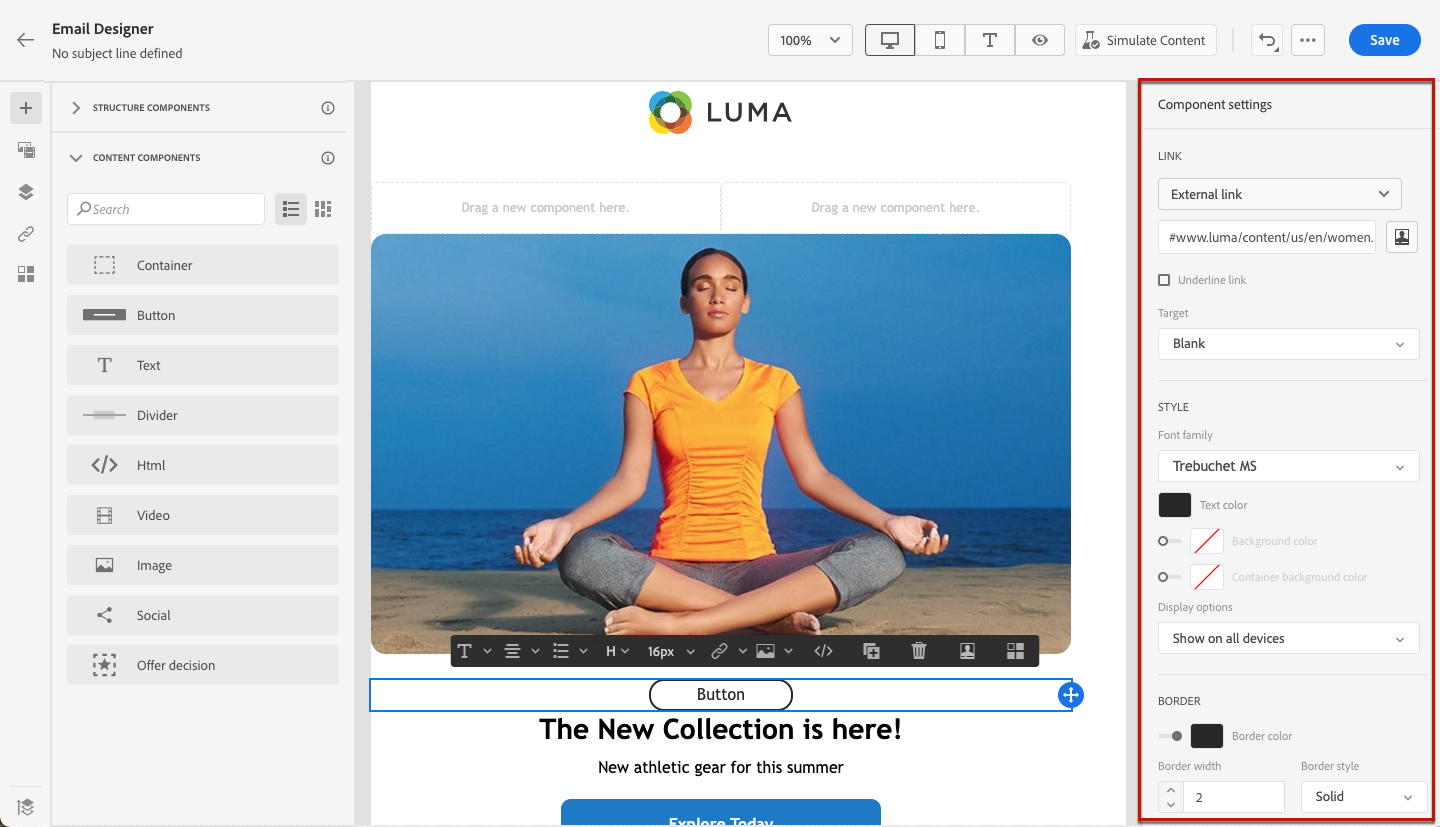 Email Designer
No subject line defined
100%
Simulate Content
Save
STRUCTURE COMPONENTS
CONTENT COMPONENTS
Search
Container
Button
Text
Divider
Html
Video
Image
Social
Offer decision
LUMA
Drag a new component here.
Drag a new component here.
H
16px
Button
The New Collection is here!
New athletic gear for this summer
Explore Today
Component settings
LINK
External link
#www.luma/content/us/en/women.
Underline link
Target
Blank
STYLE
Font family
Trebuchet MS
Text color
Background color
Container background color
Display options
Show on all devices
BORDER
Border color
Border width
Border style
2
Solid